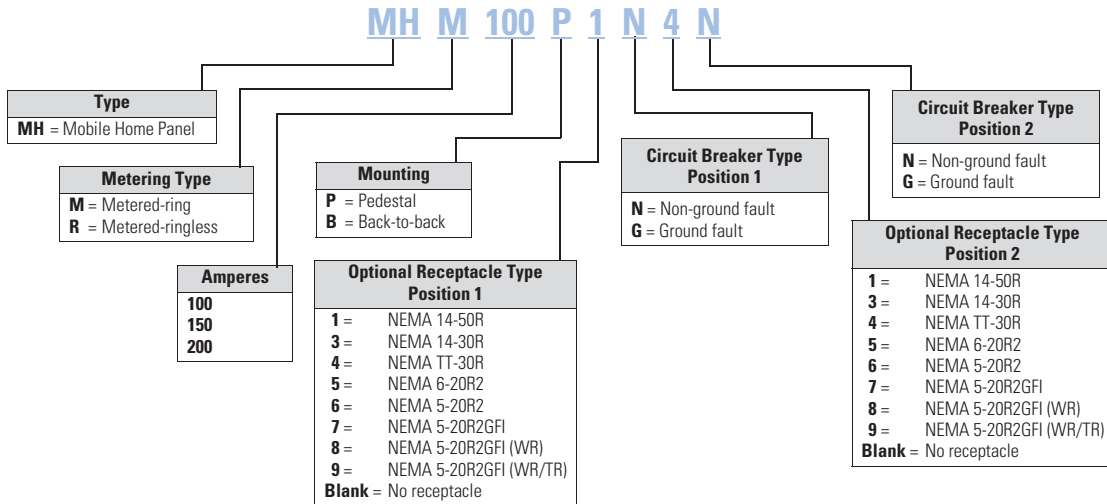 MH M 100 P 1 N 4 N
Type
MH = Mobile Home Panel
Metering Type
M = Metered-ring
R = Metered-ringless
Amperes
100
150
200
Mounting
P = Pedestal
B = Back-to-back
Optional Receptacle Type
Position 1
1 = NEMA 14-50R
3 = NEMA 14-30R
4 = NEMA TT-30R
5 = NEMA 6-20R2
6 = NEMA 5-20R2
7 = NEMA 5-20R2GFI
8 = NEMA 5-20R2GFI (WR)
9 = NEMA 5-20R2GFI (WR/TR)
Blank = No receptacle
Circuit Breaker Type
Position 1
N = Non-ground fault
G = Ground fault
Optional Receptacle Type
Position 2
1 = NEMA 14-50R
3 = NEMA 14-30R
4 = NEMA TT-30R
5 = NEMA 6-20R2
6 = NEMA 5-20R2
7 = NEMA 5-20R2GFI
8 = NEMA 5-20R2GFI (WR)
9 = NEMA 5-20R2GFI (WR/TR)
Blank = No receptacle
Circuit Breaker Type
Position 2
N = Non-ground fault
G = Ground fault